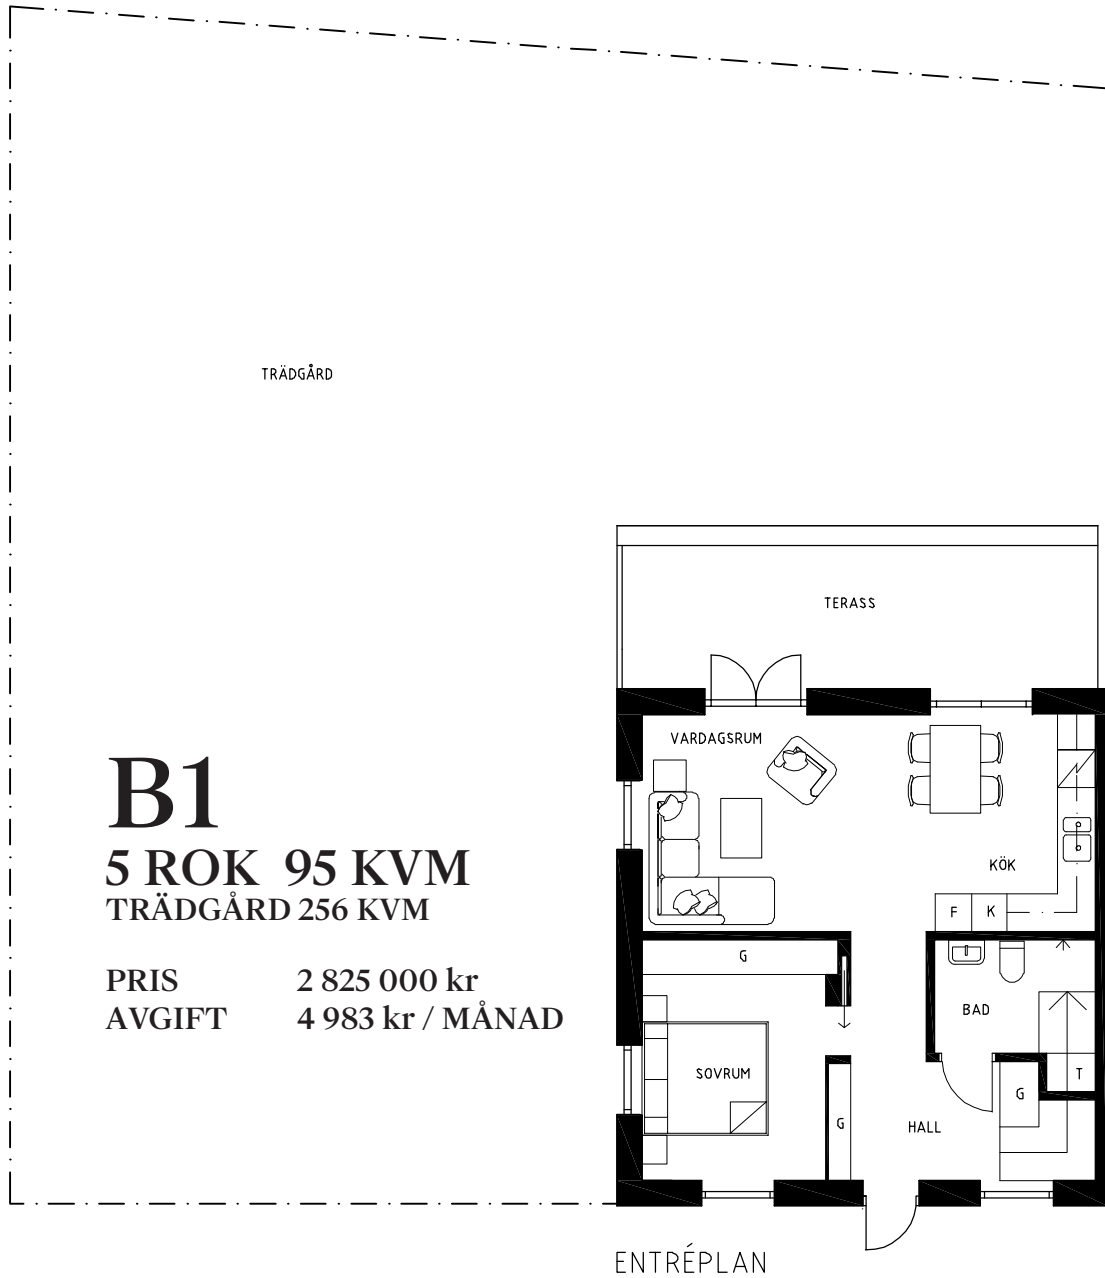 TRÄDGÅRD
TERASS
VARDAGSRUM
B1
5 ROK 95 KVM
TRÄDGÅRD 256 KVM
KÖK
F K
G
PRIS 2 825 000 kr
AVGIFT 4 983 kr / MÅNAD
BAD
SOVRUM
T
G
G
HALL
ENTRÉPLAN